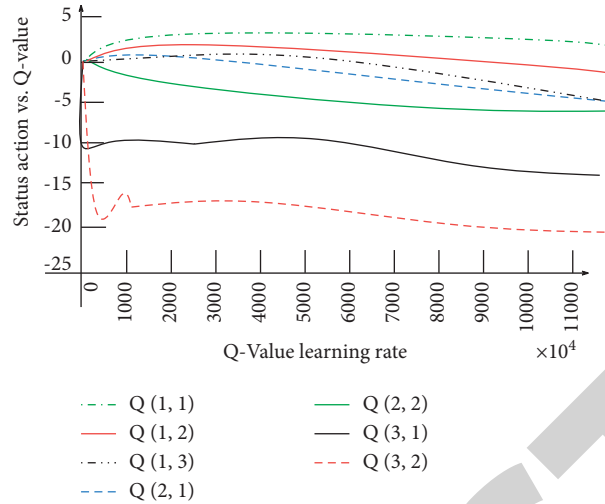 Status action vs. Q-value
5
0
-5
-10
-15
-20
-25
0
1000
2000
3000
4000
5000
6000
7000
8000
9000
10000
11000
Q-Value learning rate
×10⁴
Q (1, 1)
Q (1, 2)
Q (1, 3)
Q (2, 1)
Q (2, 2)
Q (3, 1)
Q (3, 2)